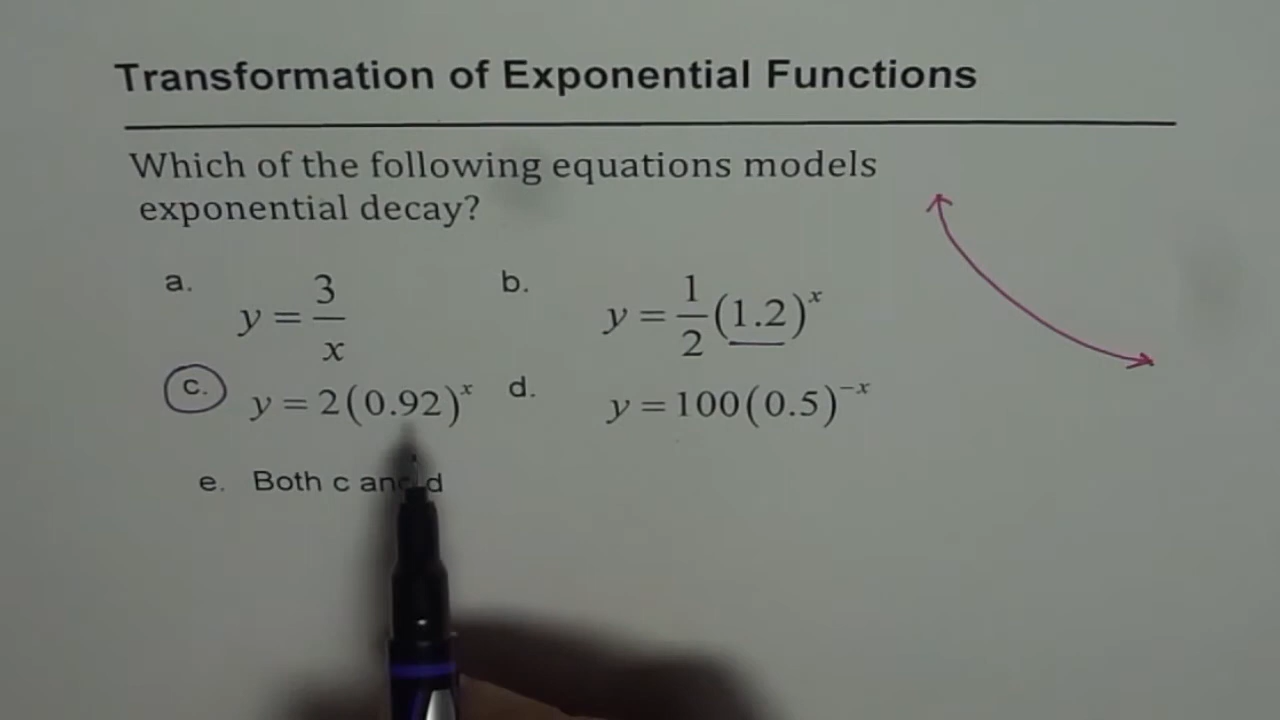 Transformation of Exponential Functions
Which of the following equations models
exponential decay?
a. y = 3/x
b. y = 1/2 (1.2)^x
c. y = 2(0.92)^x
d. y = 100(0.5)^-x
e. Both c and d